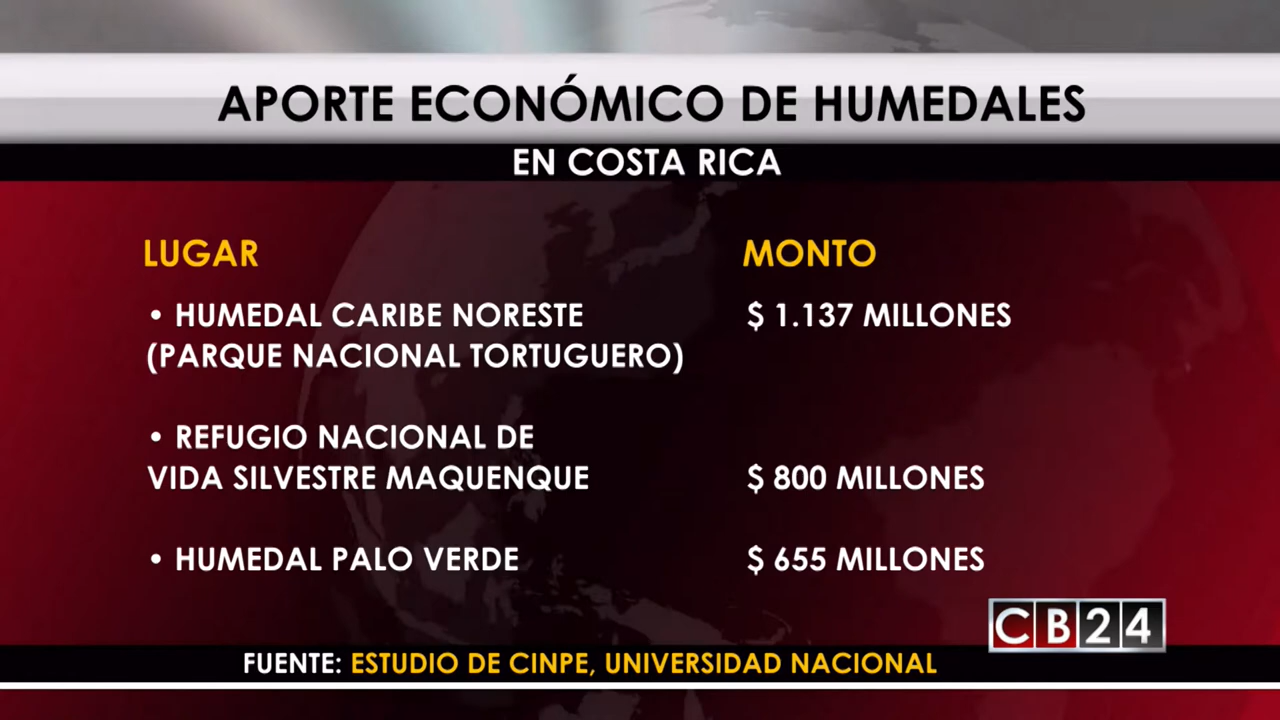 APORTE ECONÓMICO DE HUMEDALES
EN COSTA RICA
LUGAR MONTO
• HUMEDAL CARIBE NORESTE $ 1.137 MILLONES
(PARQUE NACIONAL TORTUGUERO)
• REFUGIO NACIONAL DE
VIDA SILVESTRE MAQUENQUE $ 800 MILLONES
• HUMEDAL PALO VERDE $ 655 MILLONES
CB24
FUENTE: ESTUDIO DE CINPE, UNIVERSIDAD NACIONAL